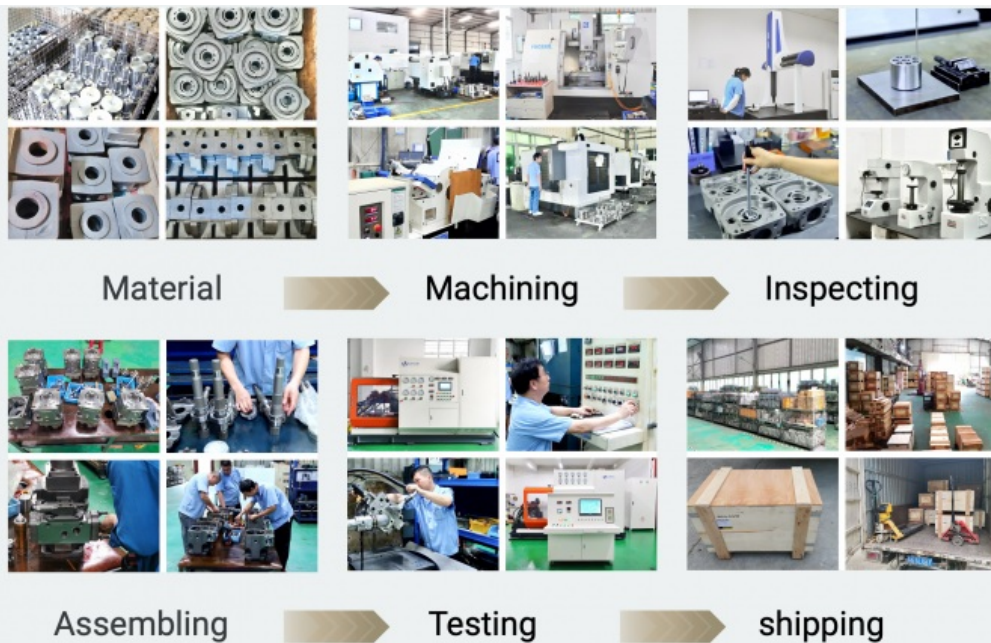 Material
Machining
Inspecting
Assembling
Testing
shipping